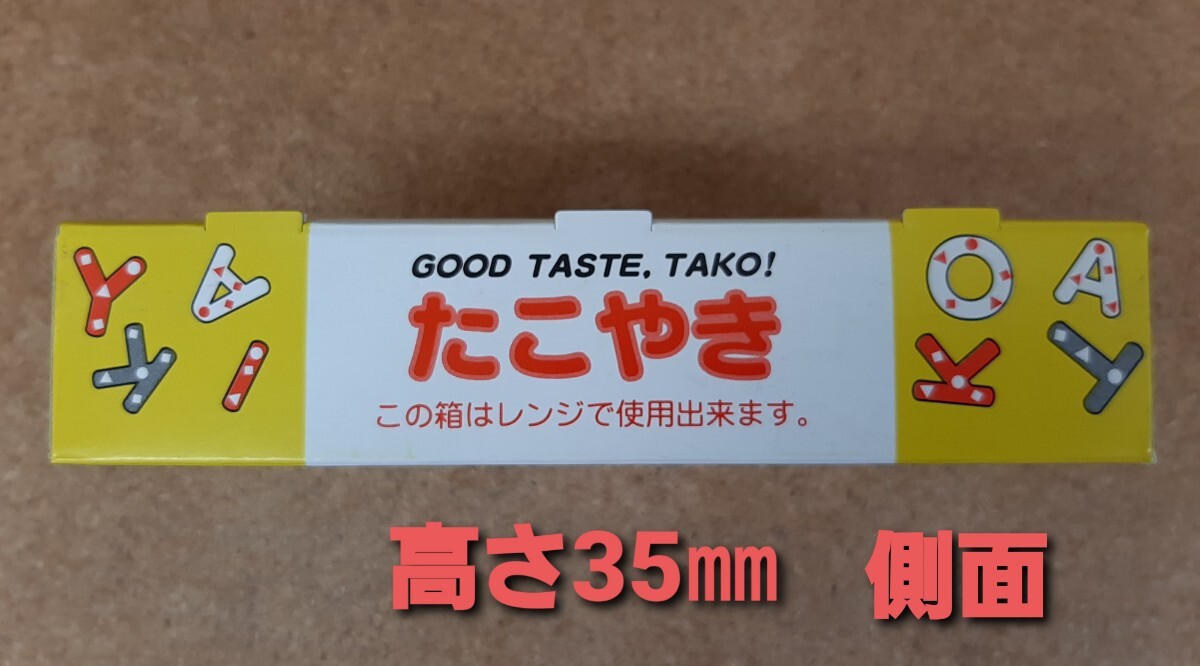 GOOD TASTE, TAKO!
たこやき
この箱はレンジで使用出来ます。
Y A
K I
O A
K Y
高さ35㎜ 側面